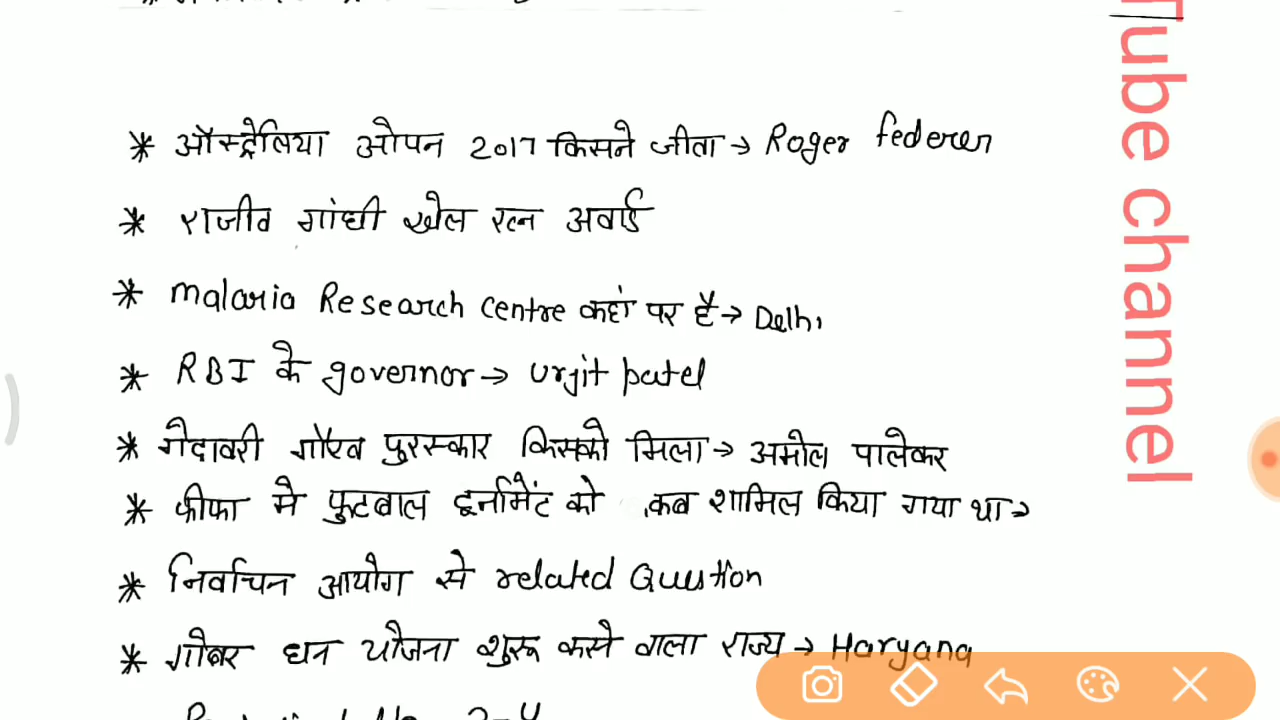 * ऑस्ट्रेलिया ओपन 2017 किसने जीता → Roger federer
* राजीव गांधी खेल रत्न अवार्ड
* malaria Research centre कहां पर है → Delhi
* RBI के governor → urjit patel
* गोदावरी गौरव पुरस्कार किसको मिला → अमोल पालेकर
* फीफा मे फुटबाल टूर्नामेंट को कब शामिल किया गया था →
* निर्वाचन आयोग से related Question
* गोबर धन योजना शुरू करने वाला राज्य → Haryana
Tube channel